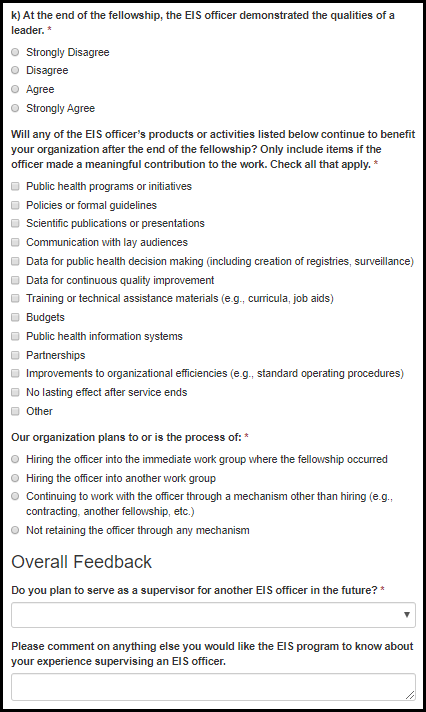 k) At the end of the fellowship, the EIS officer demonstrated the qualities of a
leader. *
Strongly Disagree
Disagree
Agree
Strongly Agree
Will any of the EIS officer's products or activities listed below continue to benefit
your organization after the end of the fellowship? Only include items if the
officer made a meaningful contribution to the work. Check all that apply. *
Public health programs or initiatives
Policies or formal guidelines
Scientific publications or presentations
Communication with lay audiences
Data for public health decision making (including creation of registries, surveillance)
Data for continuous quality improvement
Training or technical assistance materials (e.g., curricula, job aids)
Budgets
Public health information systems
Partnerships
Improvements to organizational efficiencies (e.g., standard operating procedures)
No lasting effect after service ends
Other
Our organization plans to or is the process of: *
Hiring the officer into the immediate work group where the fellowship occurred
Hiring the officer into another work group
Continuing to work with the officer through a mechanism other than hiring (e.g.,
contracting, another fellowship, etc.)
Not retaining the officer through any mechanism
Overall Feedback
Do you plan to serve as a supervisor for another EIS officer in the future? *
Please comment on anything else you would like the EIS program to know about
your experience supervising an EIS officer.